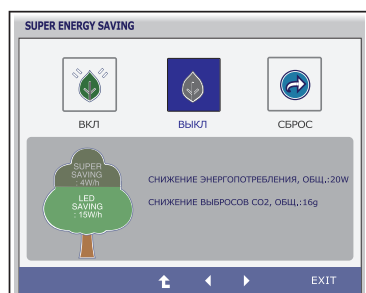 SUPER ENERGY SAVING
ВКЛ ВЫКЛ СБРОС
SUPER
SAVING
: 4W/h
LED
SAVING
: 15W/h
СНИЖЕНИЕ ЭНЕРГОПОТРЕБЛЕНИЯ, ОБЩ,:20W
СНИЖЕНИЕ ВЫБРОСОВ CO2, ОБЩ,:16g
EXIT